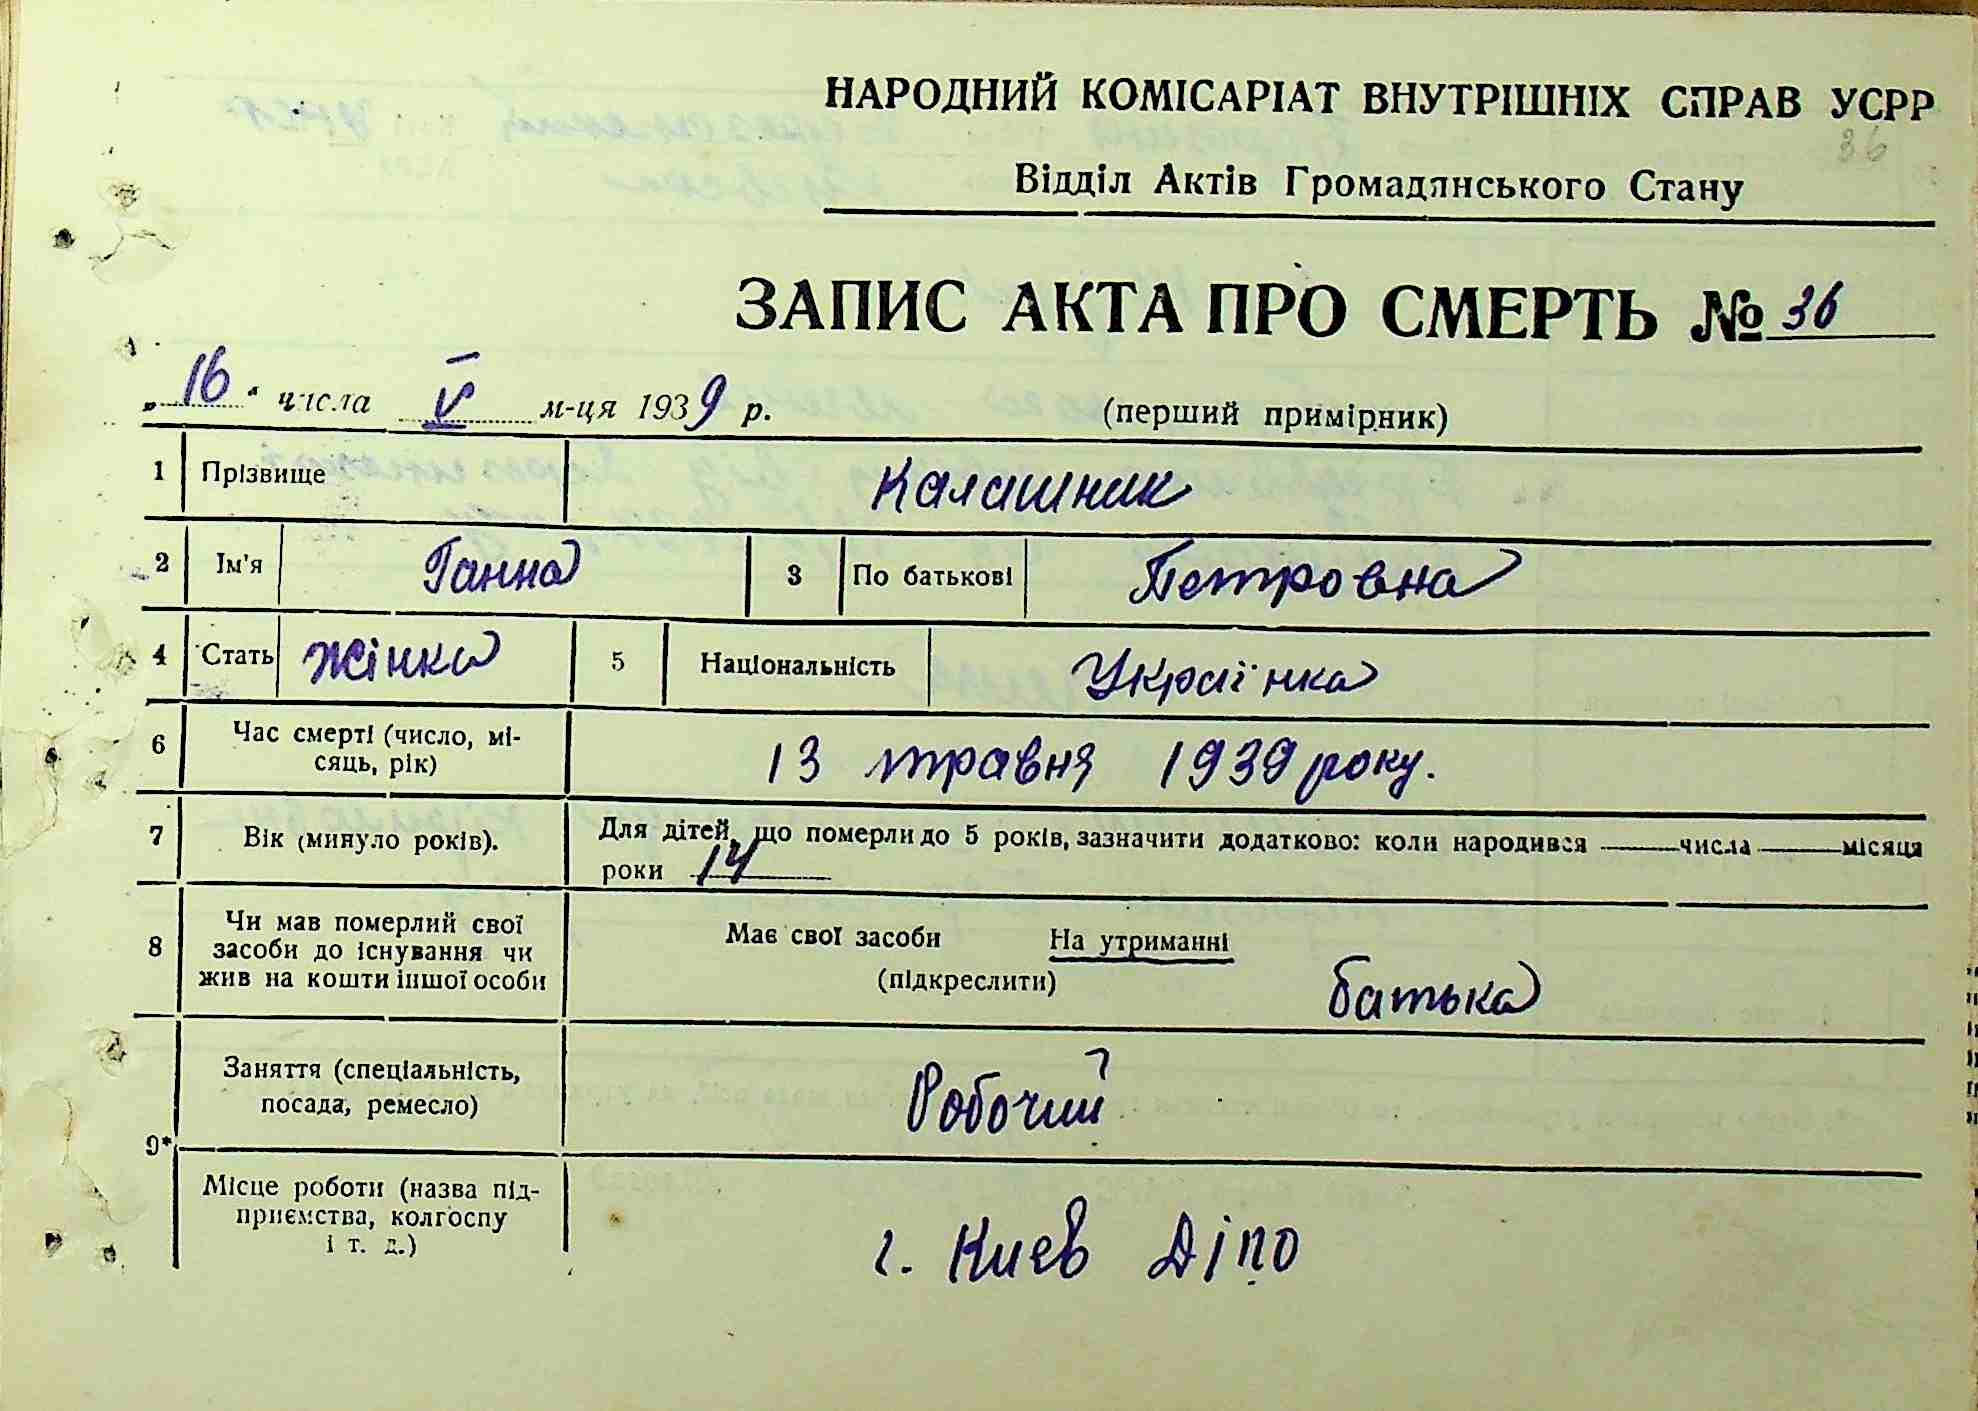 НАРОДНИЙ КОМІСАРІАТ ВНУТРІШНІХ СПРАВ УСРР
36
Відділ Актів Громадянського Стану
ЗАПИС АКТА ПРО СМЕРТЬ № 36
„16“ числа V м-ця 1939 р. (перший примірник)
1 Прізвище Калашник
2 Ім'я Ганна 3 По батькові Петровна
4 Стать Жінка 5 Національність Українка
6 Час смерті (число, мі-
сяць, рік) 13 травня 1939 року.
7 Вік (минуло років). Для дітей, що померли до 5 років, зазначити додатково: коли народився — числа — місяця
роки 14
8 Чи мав померлий свої
засоби до існування чи
жив на кошти іншої особи
Має свої засоби На утриманні
(підкреслити) батька
9* Заняття (спеціальність,
посада, ремесло) Робочий
Місце роботи (назва під-
приємства, колгоспу
і т. д.) г. Киев Діпо